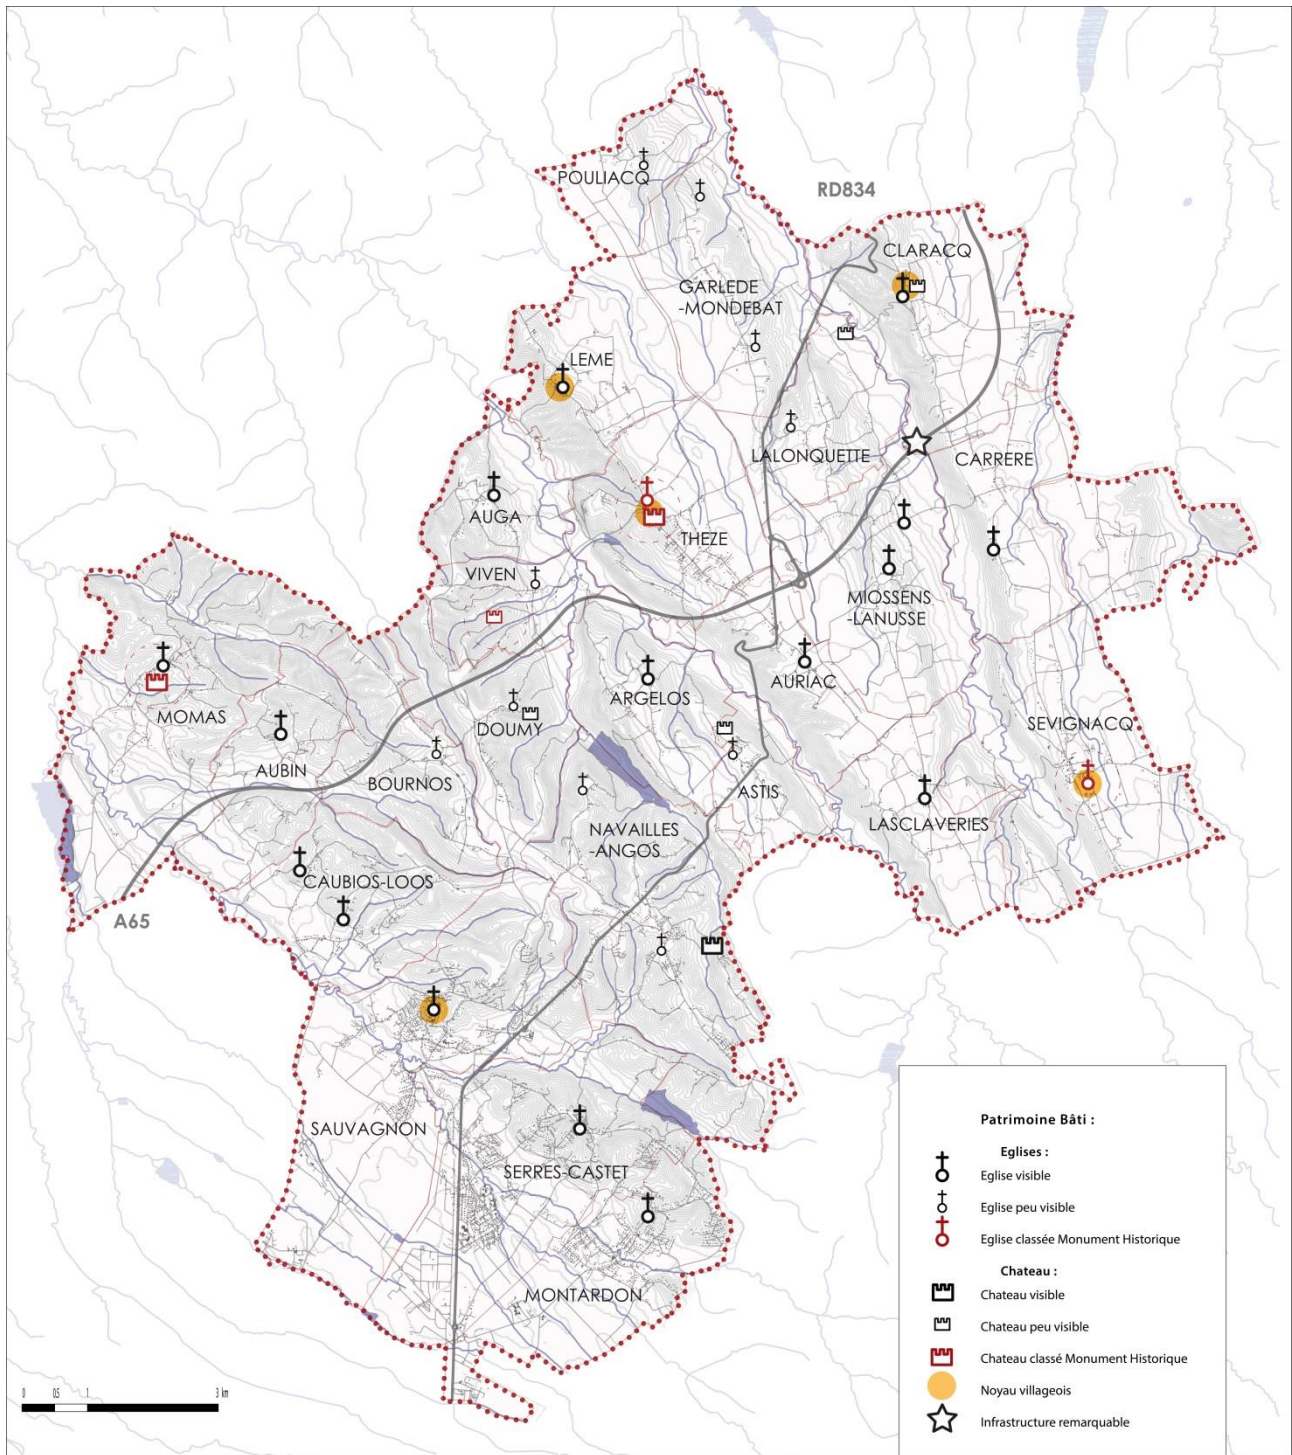 POULIACQ
RD834
CLARACQ
GARLEDE
-MONDEBAT
LEME
LALONQUETTE
CARRERE
AUGA
THEZE
VIVEN
MIOSSENS
-LANUSSE
AURIAC
ARGELOS
MOMAS
DOUMY
SEVIGNACQ
AUBIN
BOURNOS
ASTIS
LASCLAVERIES
NAVAILLES
-ANGOS
CAUBIOS-LOOS
A65
SAUVAGNON
SERRES-CASTET
MONTARDON
Patrimoine Bâti :
Eglises :
Eglise visible
Eglise peu visible
Eglise classée Monument Historique
Chateau :
Chateau visible
Chateau peu visible
Chateau classé Monument Historique
Noyau villageois
Infrastructure remarquable
0 0.5 1 3 km